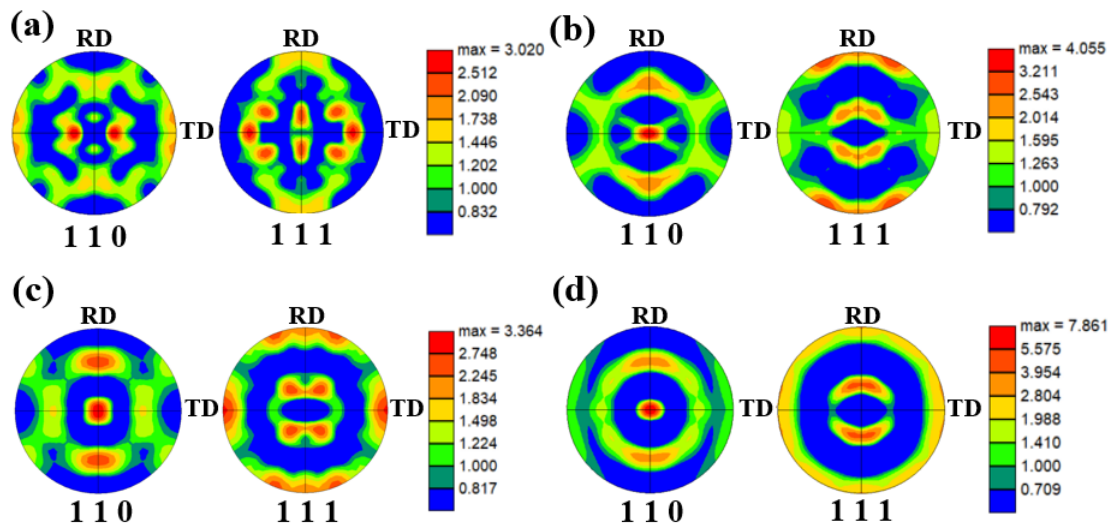 (a)
RD
RD
TD
TD
1 1 0
1 1 1
max = 3.020
2.512
2.090
1.738
1.446
1.202
1.000
0.832
(b)
RD
RD
TD
TD
1 1 0
1 1 1
max = 4.055
3.211
2.543
2.014
1.595
1.263
1.000
0.792
(c)
RD
RD
TD
TD
1 1 0
1 1 1
max = 3.364
2.748
2.245
1.834
1.498
1.224
1.000
0.817
(d)
RD
RD
TD
TD
1 1 0
1 1 1
max = 7.861
5.575
3.954
2.804
1.988
1.410
1.000
0.709